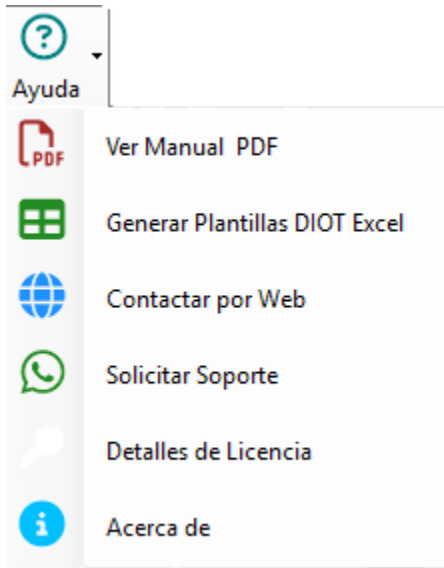 Ayuda
PDF
Ver Manual  PDF
Generar Plantillas DIOT Excel
Contactar por Web
Solicitar Soporte
Detalles de Licencia
Acerca de